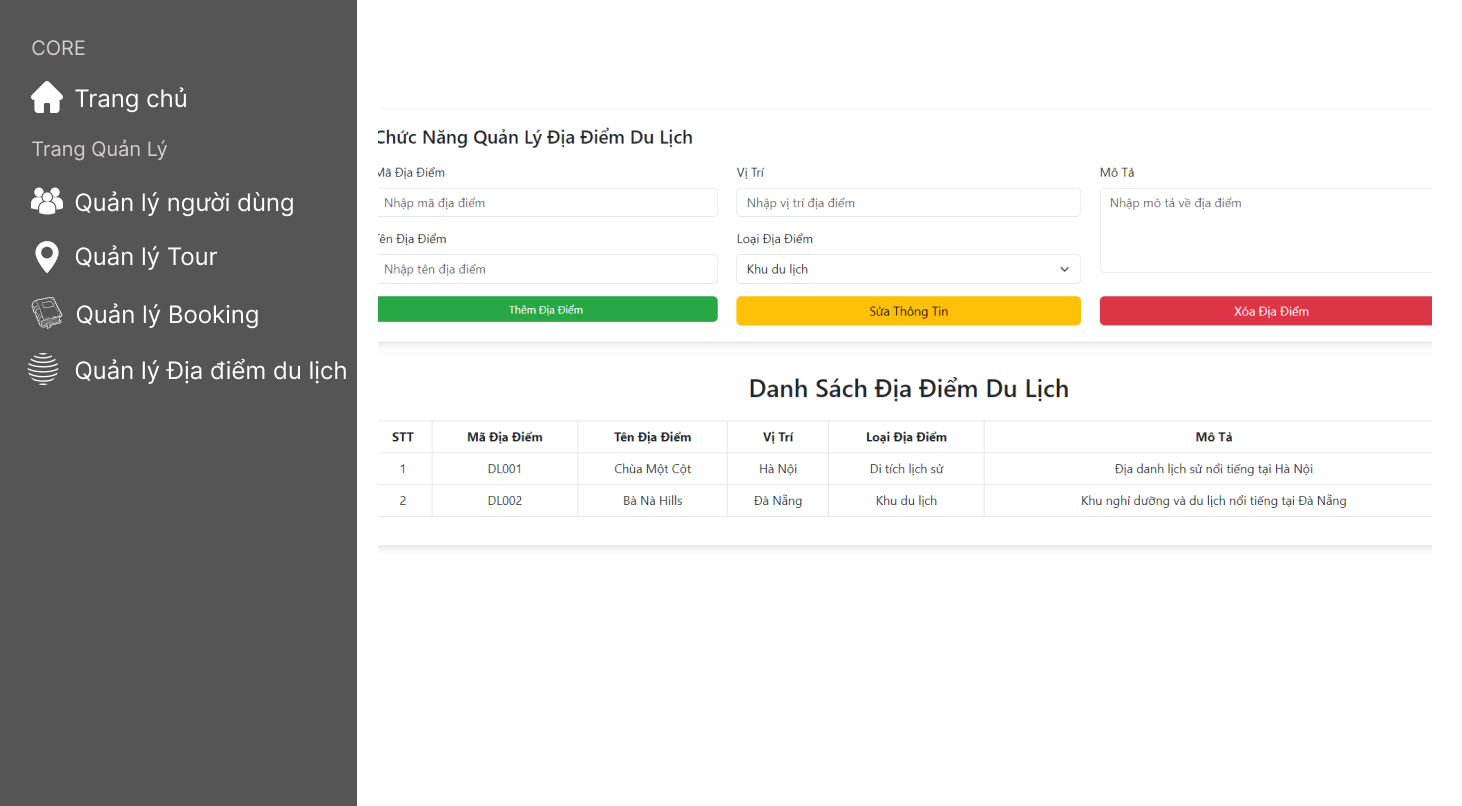 CORE
Trang chủ
Trang Quản Lý
Quản lý người dùng
Quản lý Tour
Quản lý Booking
Quản lý Địa điểm du lịch
Chức Năng Quản Lý Địa Điểm Du Lịch
Mã Địa Điểm Vị Trí Mô Tả
Nhập mã địa điểm Nhập vị trí địa điểm Nhập mô tả về địa điểm
Tên Địa Điểm Loại Địa Điểm
Nhập tên địa điểm Khu du lịch
Thêm Địa Điểm Sửa Thông Tin Xóa Địa Điểm
Danh Sách Địa Điểm Du Lịch
STT Mã Địa Điểm Tên Địa Điểm Vị Trí Loại Địa Điểm Mô Tả
1 DL001 Chùa Một Cột Hà Nội Di tích lịch sử Địa danh lịch sử nổi tiếng tại Hà Nội
2 DL002 Bà Nà Hills Đà Nẵng Khu du lịch Khu nghỉ dưỡng và du lịch nổi tiếng tại Đà Nẵng